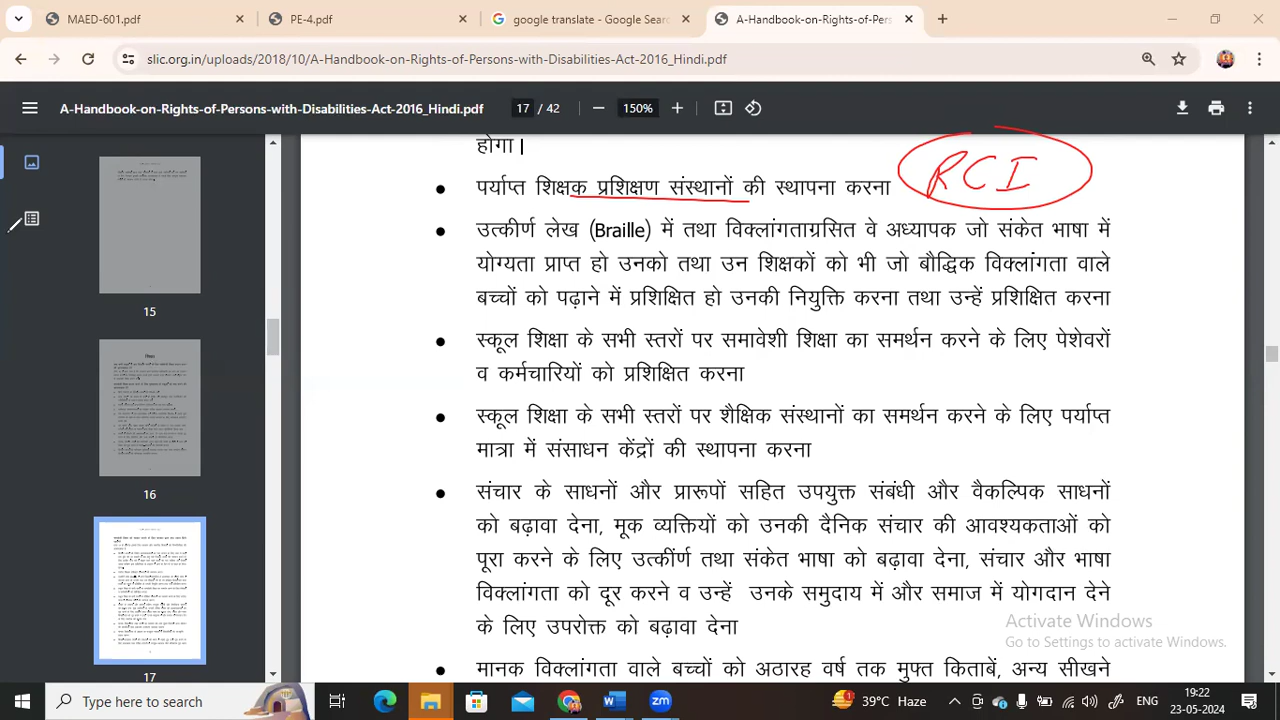 MAED-601.pdf
PE-4.pdf
google translate - Google Sear
A-Handbook-on-Rights-of-Pers
slic.org.in/uploads/2018/10/A-Handbook-on-Rights-of-Persons-with-Disabilities-Act-2016_Hindi.pdf
A-Handbook-on-Rights-of-Persons-with-Disabilities-Act-2016_Hindi.pdf
17 / 42
150%
होगा।
RCI
पर्याप्त शिक्षक प्रशिक्षण संस्थानों की स्थापना करना
उत्कीर्ण लेख (Braille) में तथा विक्लांगताग्रसित वे अध्यापक जो संकेत भाषा में
योग्यता प्राप्त हो उनको तथा उन शिक्षकों को भी जो बौद्धिक विक्लांगता वाले
बच्चों को पढ़ाने में प्रशिक्षित हो उनकी नियुक्ति करना तथा उन्हें प्रशिक्षित करना
स्कूल शिक्षा के सभी स्तरों पर समावेशी शिक्षा का समर्थन करने के लिए पेशेवरों
व कर्मचारियों को प्रशिक्षित करना
स्कूल शिक्षा के सभी स्तरों पर शैक्षिक संस्थानों का समर्थन करने के लिए पर्याप्त
मात्रा में संसाधन केंद्रों की स्थापना करना
संचार के साधनों और प्रारूपों सहित उपयुक्त संबंधी और वैकल्पिक साधनों
को बढ़ावा देना, मूक व्यक्तियों को उनकी दैनिक संचार की आवश्यकताओं को
पूरा करने के लिए उत्कीर्ण तथा संकेत भाषा को बढ़ावा देना, संचार और भाषा
विक्लांगता को दूर करने व उन्हें उनके समुदाय में और समाज में योगदान देने
के लिए उपरोक्त को बढ़ावा देना
मानक विक्लांगता वाले बच्चों को अठारह वर्ष तक मुफ्त किताबें, अन्य सीखने
15
16
17
Activate Windows
Go to Settings to activate Windows.
Type here to search
39°C Haze
ENG
19:22
23-05-2024